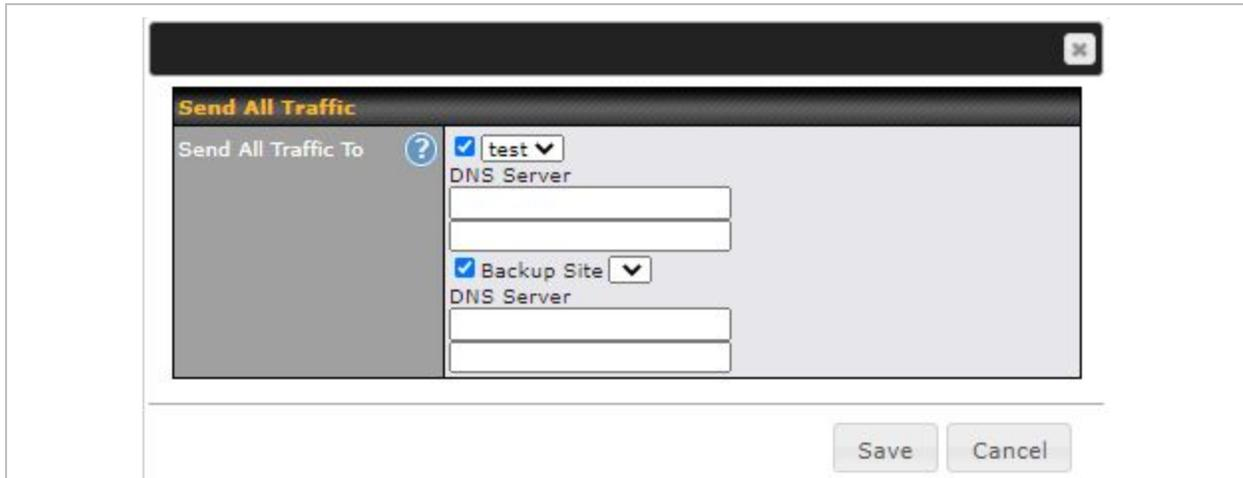 Send All Traffic
Send All Traffic To ? test
DNS Server
Backup Site
DNS Server
Save Cancel